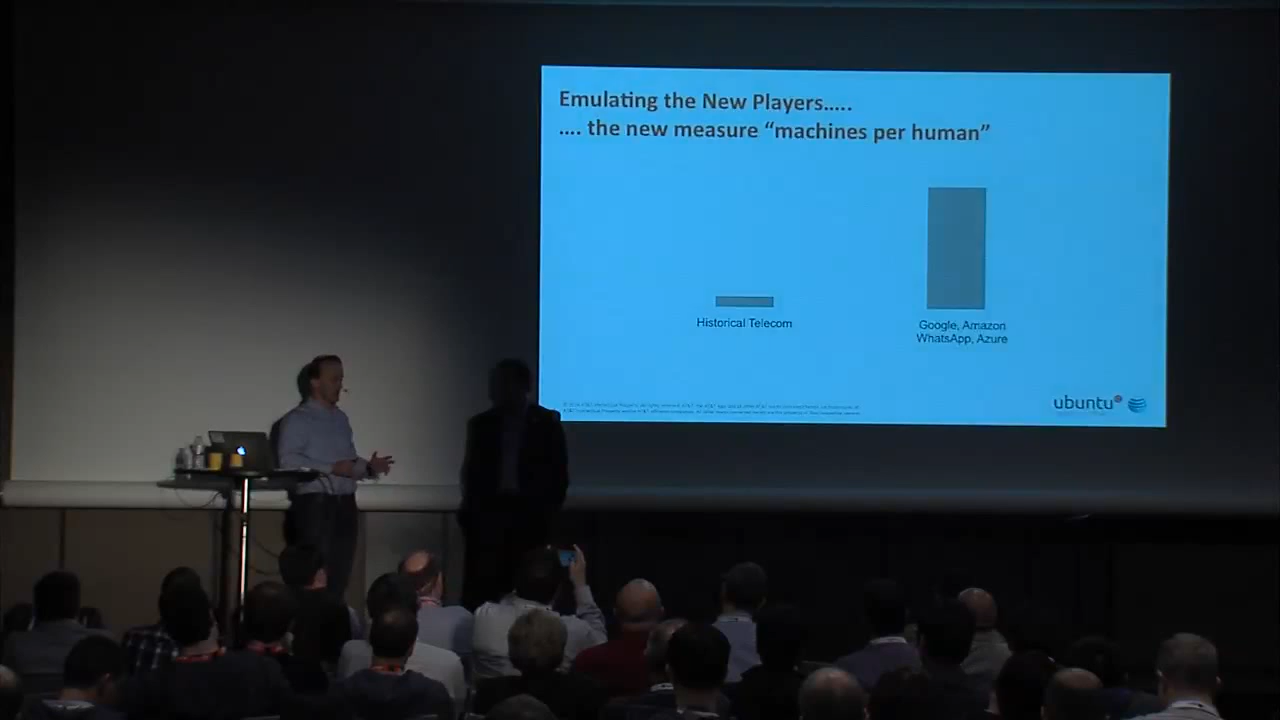 Emulating the New Players…..
…. the new measure “machines per human”
Historical Telecom
Google, Amazon
WhatsApp, Azure
ubuntu